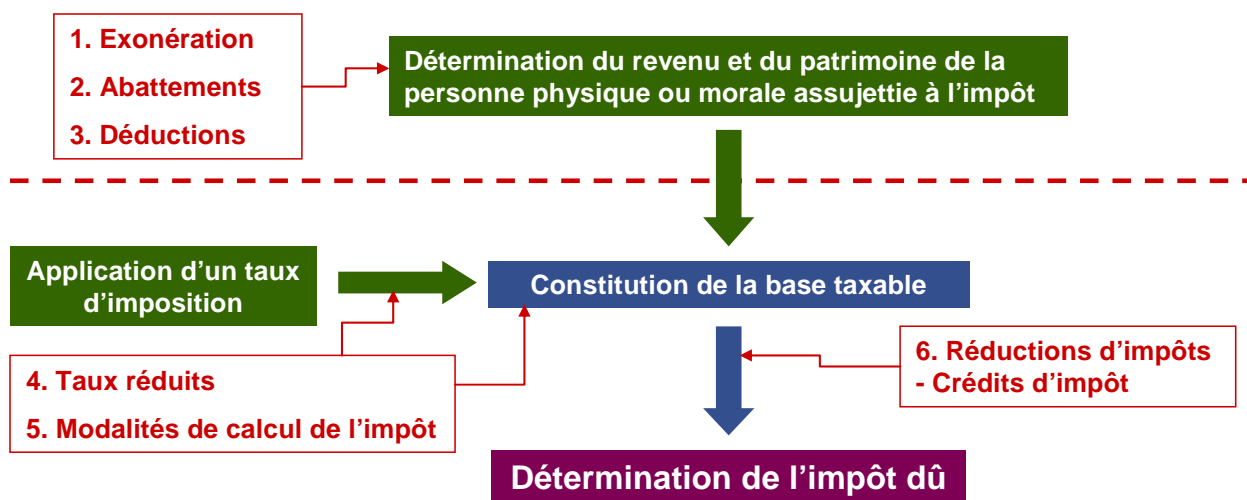 1. Exonération
2. Abattements
3. Déductions
Détermination du revenu et du patrimoine de la
personne physique ou morale assujettie à l’impôt
Application d’un taux
d’imposition
Constitution de la base taxable
4. Taux réduits
5. Modalités de calcul de l’impôt
6. Réductions d’impôts
- Crédits d’impôt
Détermination de l’impôt dû